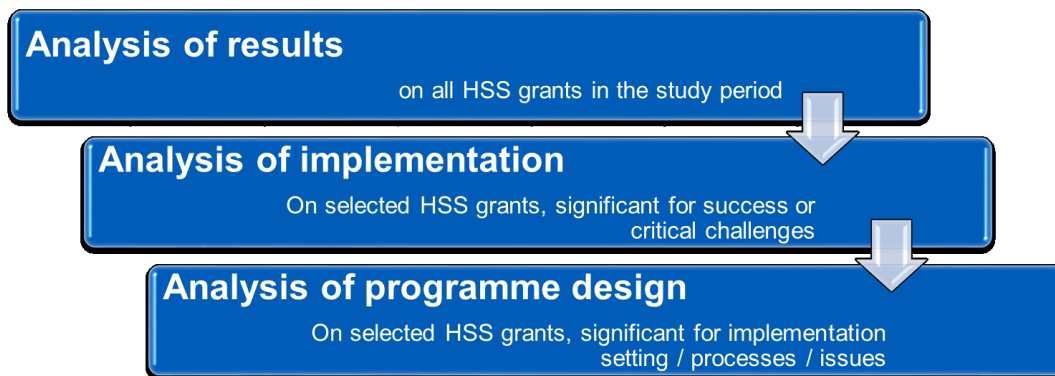 Analysis of results
on all HSS grants in the study period
Analysis of implementation
On selected HSS grants, significant for success or
critical challenges
Analysis of programme design
On selected HSS grants, significant for implementation
setting / processes / issues